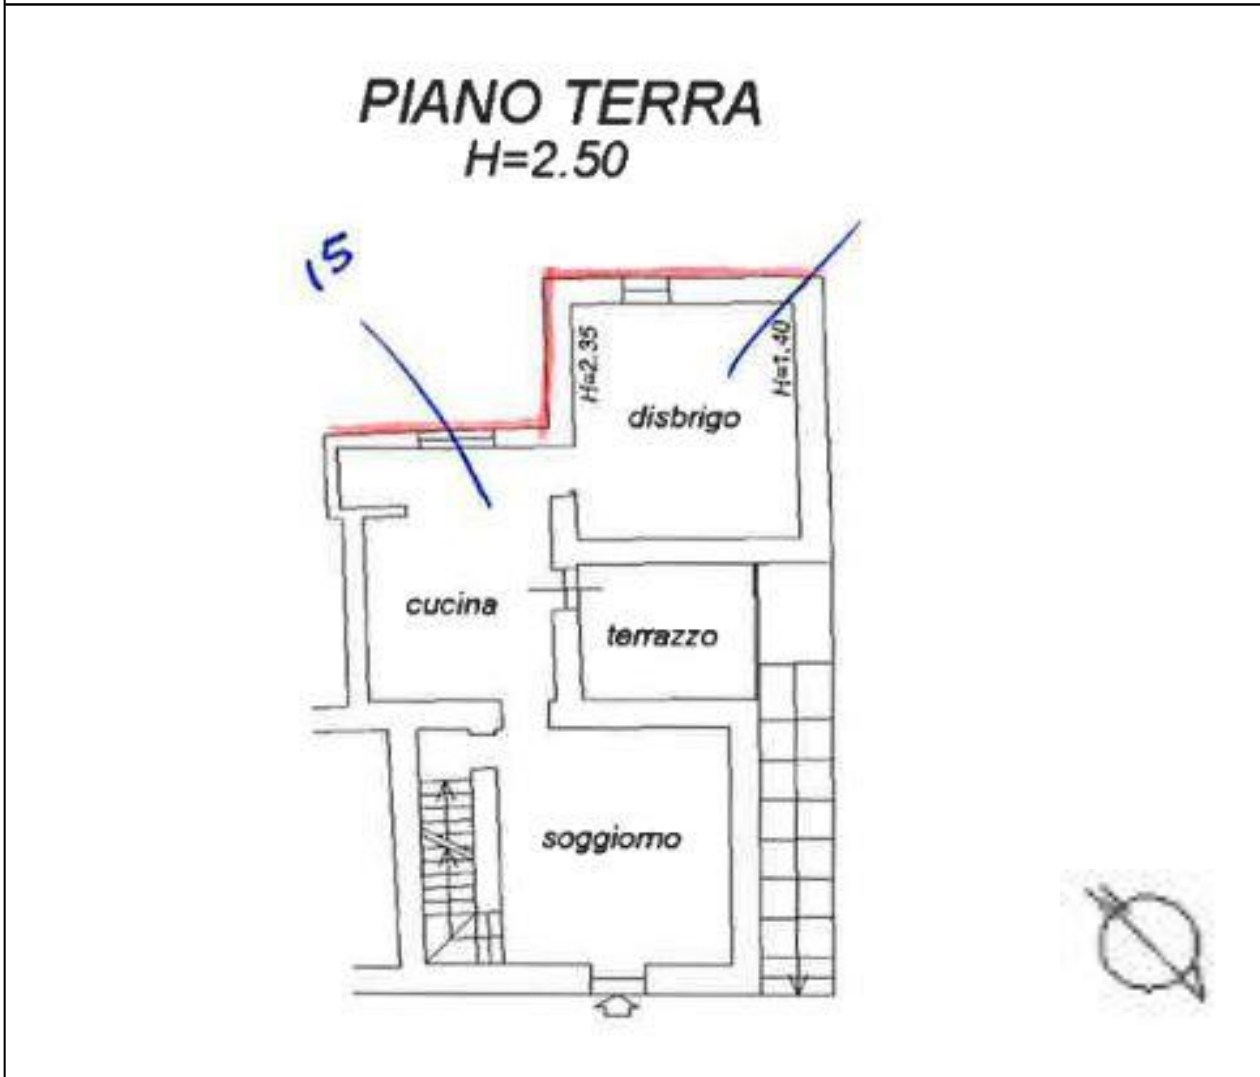 PIANO TERRA
H=2.50
15
H=2.35
H=1.40
disbrigo
cucina
terrazzo
soggiorno